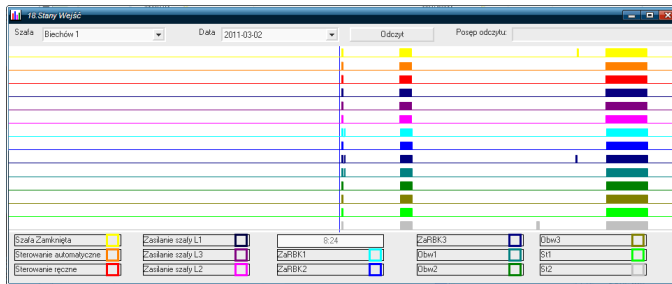 18.Stany Wejść
Szafa Biechów 1 Data 2011-03-02 Odczyt Posęp odczytu:
Szafa Zamknięta Zasilanie szafy L1 8:24 ZaRBK3 Obw3
Sterowanie automatyczne Zasilanie szafy L3 ZaRBK1 Obw1 St1
Sterowanie ręczne Zasilanie szafy L2 ZaRBK2 Obw2 St2